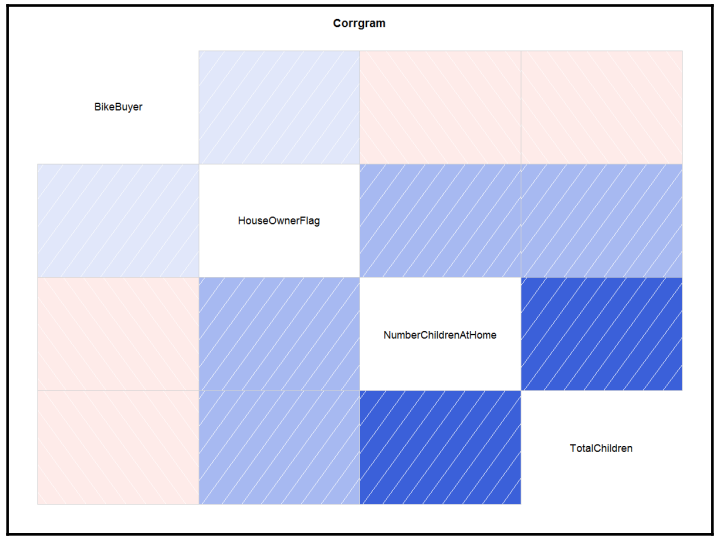 Corrgram
BikeBuyer
HouseOwnerFlag
NumberChildrenAtHome
TotalChildren